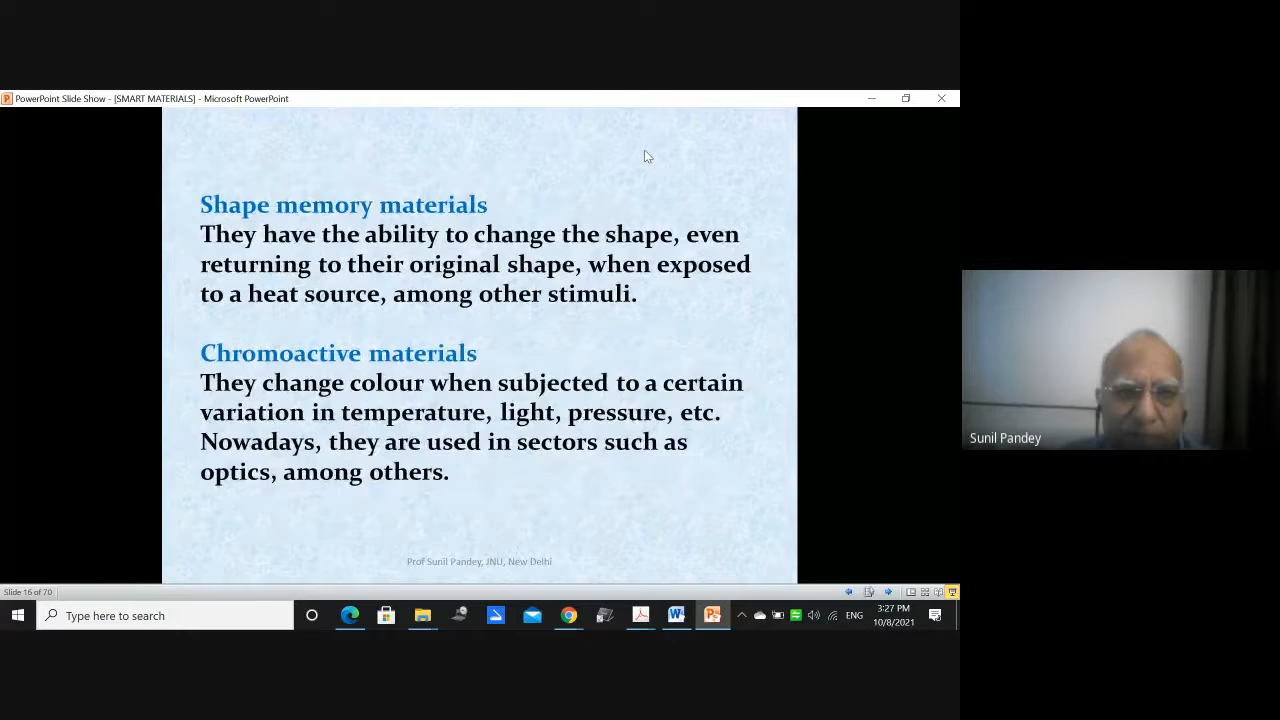 PowerPoint Slide Show - [SMART MATERIALS] - Microsoft PowerPoint
Shape memory materials
They have the ability to change the shape, even
returning to their original shape, when exposed
to a heat source, among other stimuli.
Chromoactive materials
They change colour when subjected to a certain
variation in temperature, light, pressure, etc.
Nowadays, they are used in sectors such as
optics, among others.
Prof Sunil Pandey, JNU, New Delhi
Sunil Pandey
Slide 16 of 70
Type here to search
ENG
3:27 PM
10/8/2021